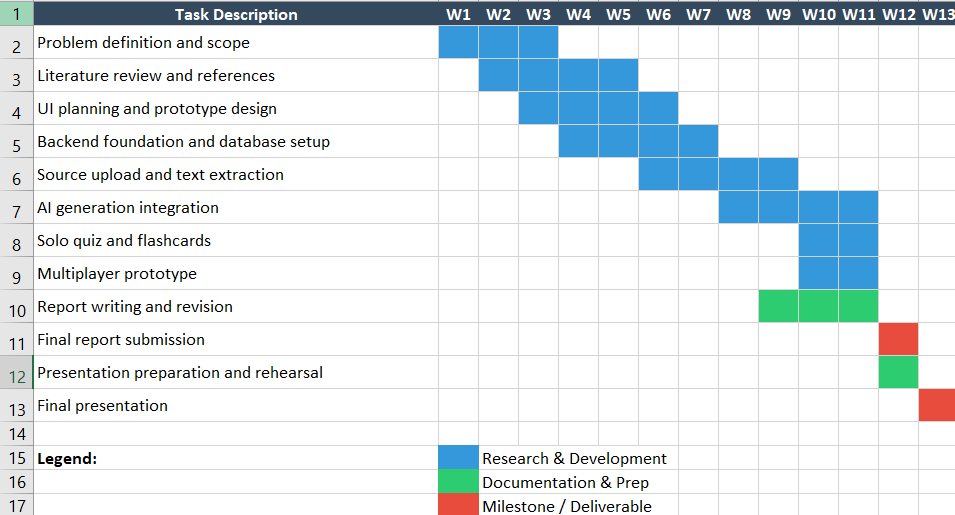 1 Task Description W1 W2 W3 W4 W5 W6 W7 W8 W9 W10 W11 W12 W13
2 Problem definition and scope
3 Literature review and references
4 UI planning and prototype design
5 Backend foundation and database setup
6 Source upload and text extraction
7 AI generation integration
8 Solo quiz and flashcards
9 Multiplayer prototype
10 Report writing and revision
11 Final report submission
12 Presentation preparation and rehearsal
13 Final presentation
14
15 Legend: Research & Development
16 Documentation & Prep
17 Milestone / Deliverable